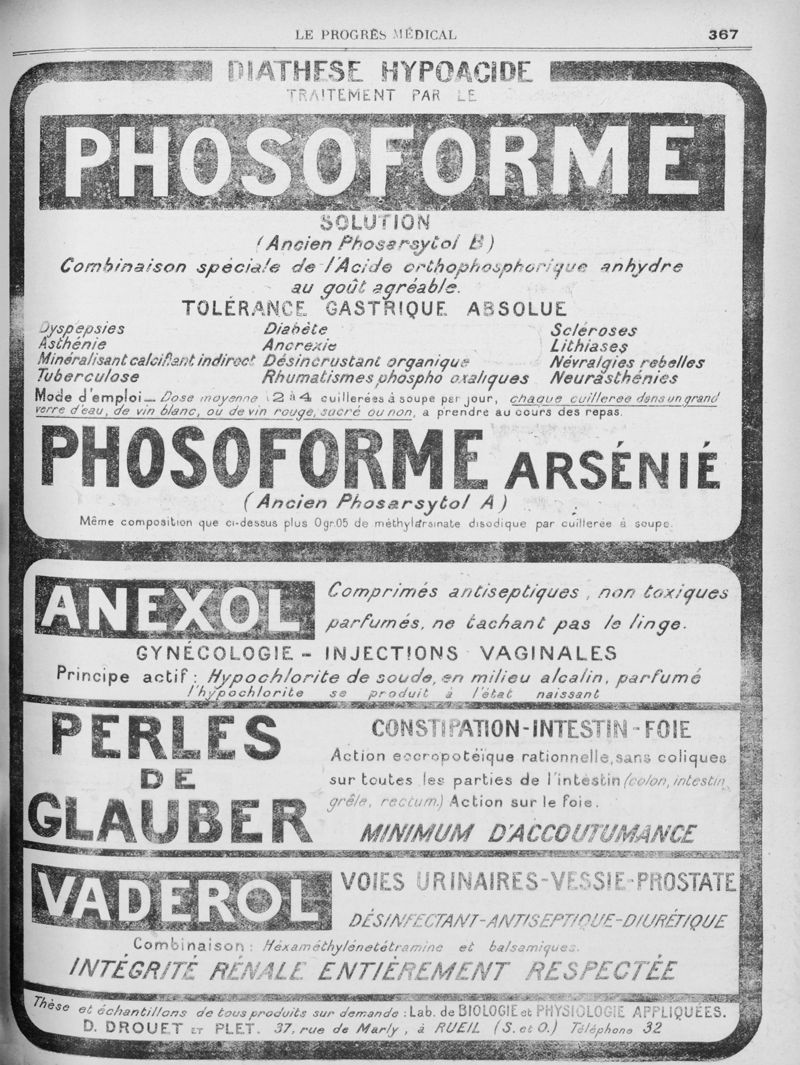 LE PROGRÈS MÉDICAL 367
DIATHESE HYPOACIDE
TRAITEMENT PAR LE
PHOSOFORME
SOLUTION
(Ancien Phosarsytol B)
Combinaison spéciale de l'Acide orthophosphorique anhydre
au goût agréable.
TOLÉRANCE GASTRIQUE ABSOLUE
Dyspepsies Diabète Scléroses
Asthénie Anorexie Lithiases
Minéralisant calcifiant indirect Désincrustant organique Névralgies rebelles
Tuberculose Rhumatismes phospho oxaliques Neurasthénies
Mode d'emploi_ Dose moyenne : 2 à 4 cuillerées à soupe per jour, chaque cuilleree dans un grand
verre d'eau, de vin blanc, ou de vin rouge, sucré ou non, a prendre au cours des repas.
PHOSOFORME ARSÉNIÉ
(Ancien Phosarsytol A)
Même composition que ci-dessus plus 0gr.05 de méthylarsinate disodique par cuillerée à soupe.
ANEXOL
Comprimés antiseptiques, non toxiques
parfumés, ne tachant pas le linge.
GYNÉCOLOGIE - INJECTIONS VAGINALES
Principe actif : Hypochlorite de soude, en milieu alcalin, parfumé
l'hypochlorite se produit à l'état naissant
PERLES
DE
GLAUBER
CONSTIPATION-INTESTIN-FOIE
Action eccropotéïque rationnelle, sans coliques
sur toutes les parties de l'intestin (colon, intestin
grêle, rectum.) Action sur le foie.
MINIMUM D'ACCOUTUMANCE
VADEROL
VOIES URINAIRES-VESSIE-PROSTATE
DÉSINFECTANT-ANTISEPTIQUE-DIURÉTIQUE
Combinaison : Héxaméthylénetétramine et balsamiques.
INTÉGRITÉ RÉNALE ENTIÈREMENT RESPECTÉE
Thèse et échantillons de tous produits sur demande : Lab. de BIOLOGIE et PHYSIOLOGIE APPLIQUÉES.
D. DROUET ET PLET. 37, rue de Marly, à RUEIL (S. et O.) Téléphone 32